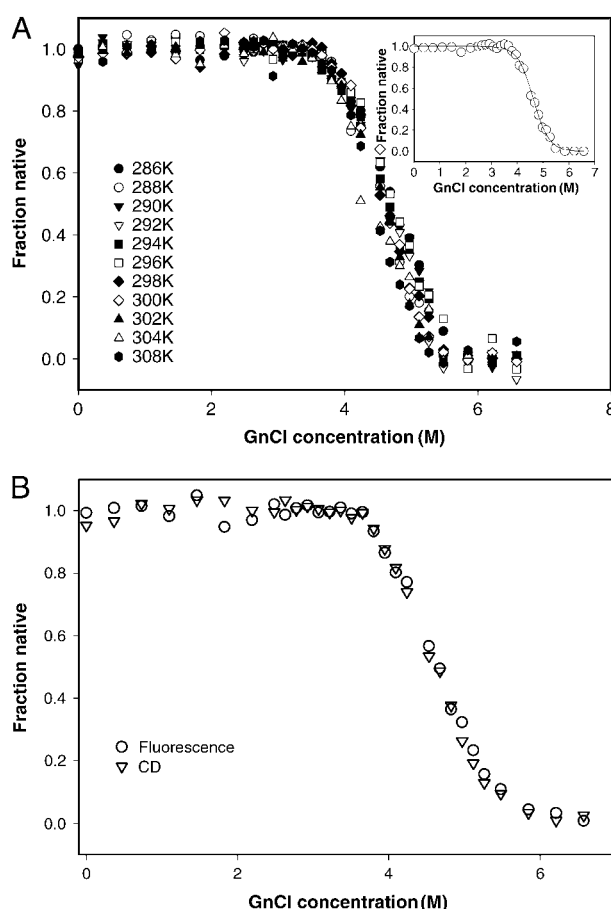 A
Fraction native
1.0
0.8
0.6
0.4
0.2
0.0
286K
288K
290K
292K
294K
296K
298K
300K
302K
304K
308K
0 2 4 6 8
GnCl concentration (M)
Fraction native
1.0
0.8
0.6
0.4
0.2
0.0
0 1 2 3 4 5 6 7
GnCl concentration (M)
B
Fraction native
1.0
0.8
0.6
0.4
0.2
0.0
Fluorescence
CD
0 2 4 6
GnCl concentration (M)